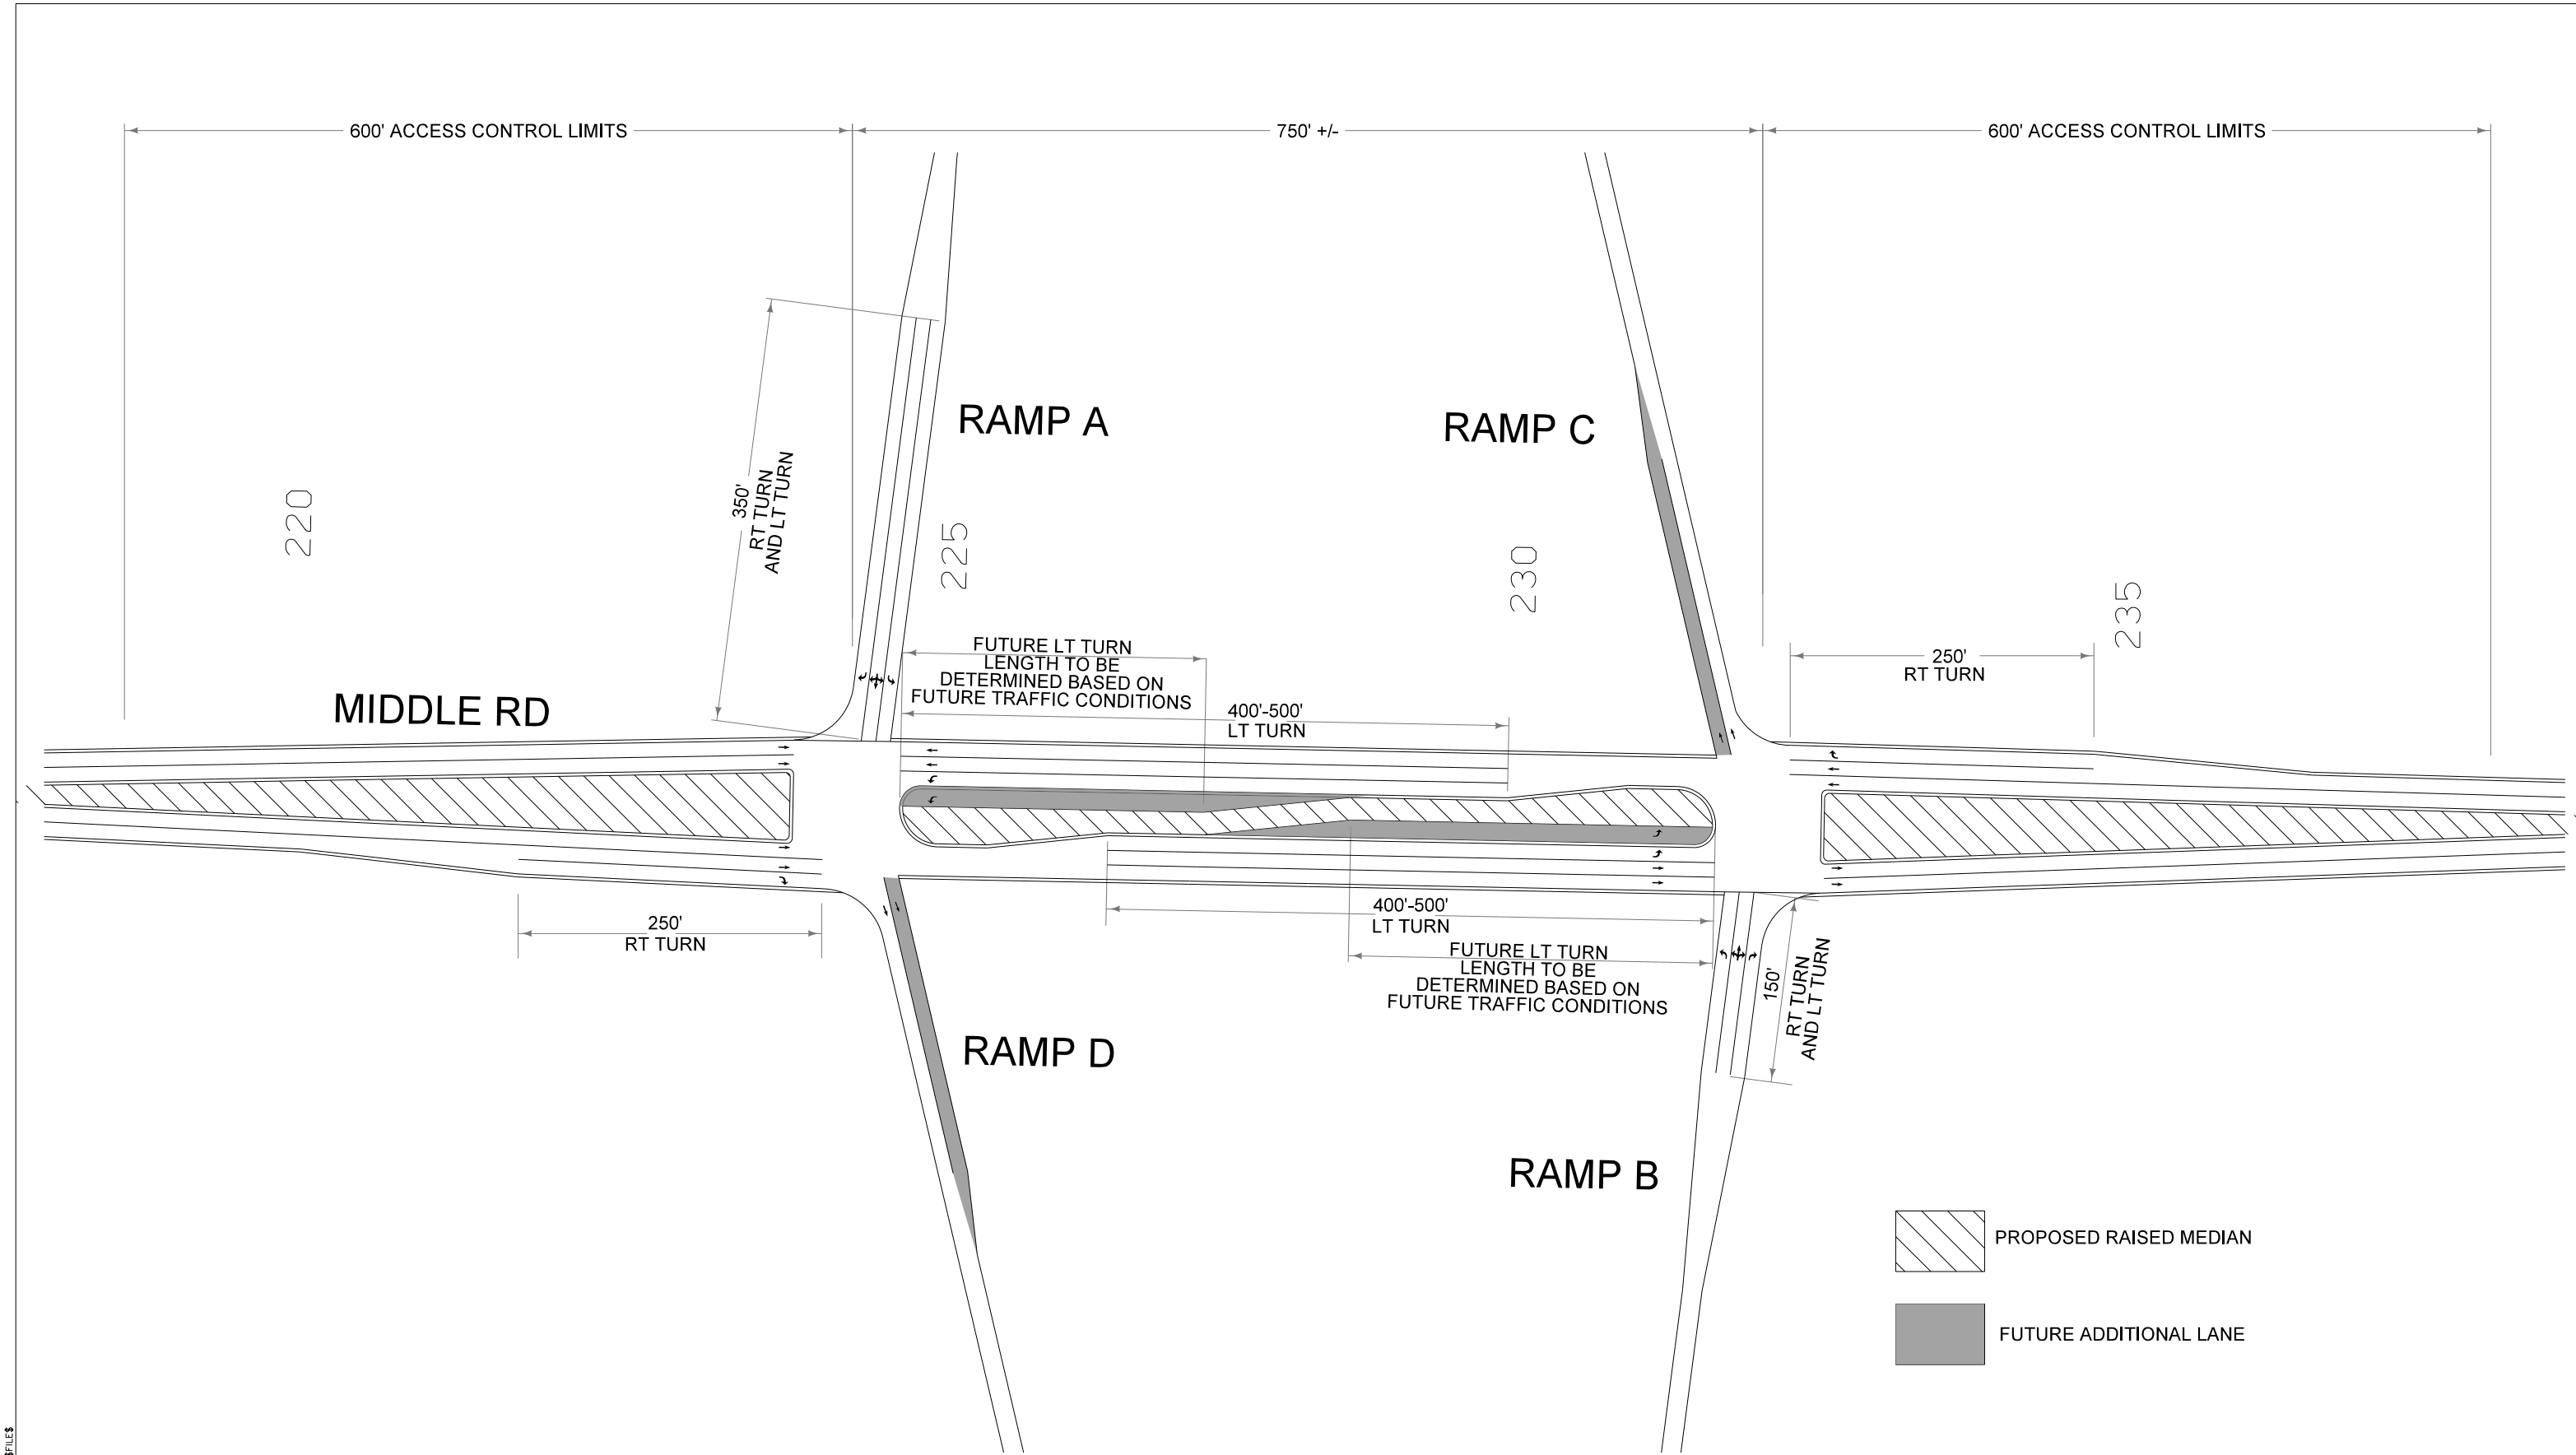 600' ACCESS CONTROL LIMITS
750' +/-
600' ACCESS CONTROL LIMITS
RAMP A
RAMP C
350'
RT TURN
AND LT TURN
220
225
230
235
FUTURE LT TURN
LENGTH TO BE
DETERMINED BASED ON
FUTURE TRAFFIC CONDITIONS
250'
RT TURN
MIDDLE RD
400'-500'
LT TURN
250'
RT TURN
400'-500'
LT TURN
FUTURE LT TURN
LENGTH TO BE
DETERMINED BASED ON
FUTURE TRAFFIC CONDITIONS
150'
RT TURN
AND LT TURN
RAMP D
RAMP B
PROPOSED RAISED MEDIAN
FUTURE ADDITIONAL LANE
$FILE$